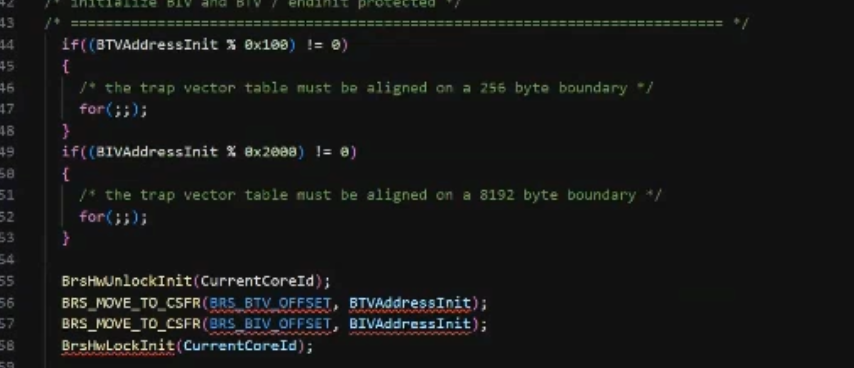 42 /* initialize BIV and BTV / endinit protected */
43 /* =========================================================================== */
44 if((BTVAddressInit % 0x100) != 0)
45 {
46 /* the trap vector table must be aligned on a 256 byte boundary */
47 for(;;);
48 }
49 if((BIVAddressInit % 0x2000) != 0)
50 {
51 /* the trap vector table must be aligned on a 8192 byte boundary */
52 for(;;);
53 }
54
55 BrsHwUnlockInit(CurrentCoreId);
56 BRS_MOVE_TO_CSFR(BRS_BTV_OFFSET, BTVAddressInit);
57 BRS_MOVE_TO_CSFR(BRS_BIV_OFFSET, BIVAddressInit);
58 BrsHwLockInit(CurrentCoreId);
59